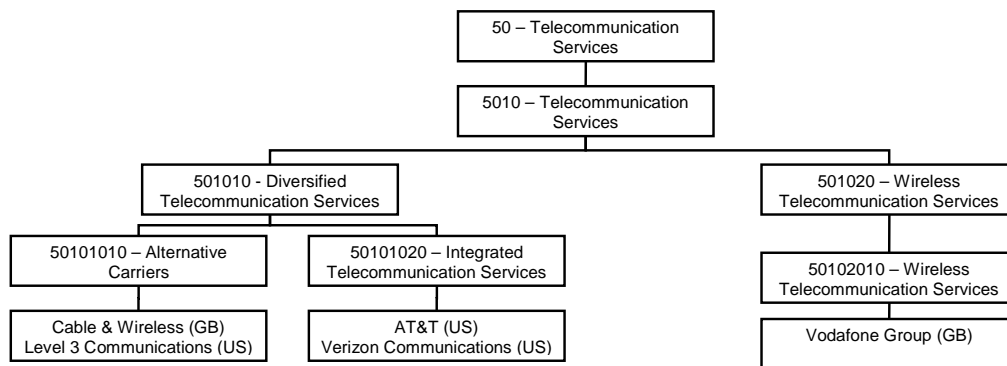 50 – Telecommunication
Services
5010 – Telecommunication
Services
501010 - Diversified
Telecommunication Services
501020 – Wireless
Telecommunication Services
50101010 – Alternative
Carriers
50101020 – Integrated
Telecommunication Services
50102010 – Wireless
Telecommunication Services
Cable & Wireless (GB)
Level 3 Communications (US)
AT&T (US)
Verizon Communications (US)
Vodafone Group (GB)